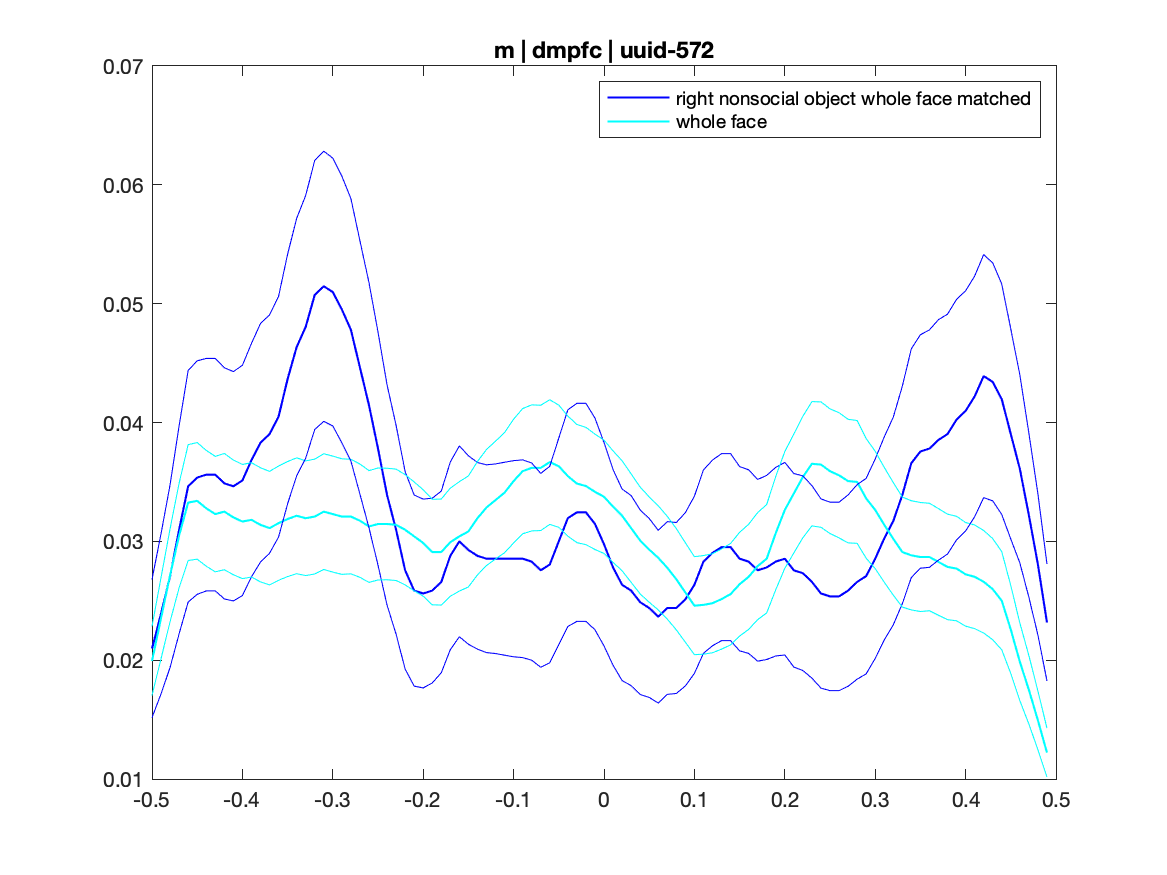 m | dmpfc | uuid-572
right nonsocial object whole face matched
whole face
0.07
0.06
0.05
0.04
0.03
0.02
0.01
-0.5 -0.4 -0.3 -0.2 -0.1 0 0.1 0.2 0.3 0.4 0.5